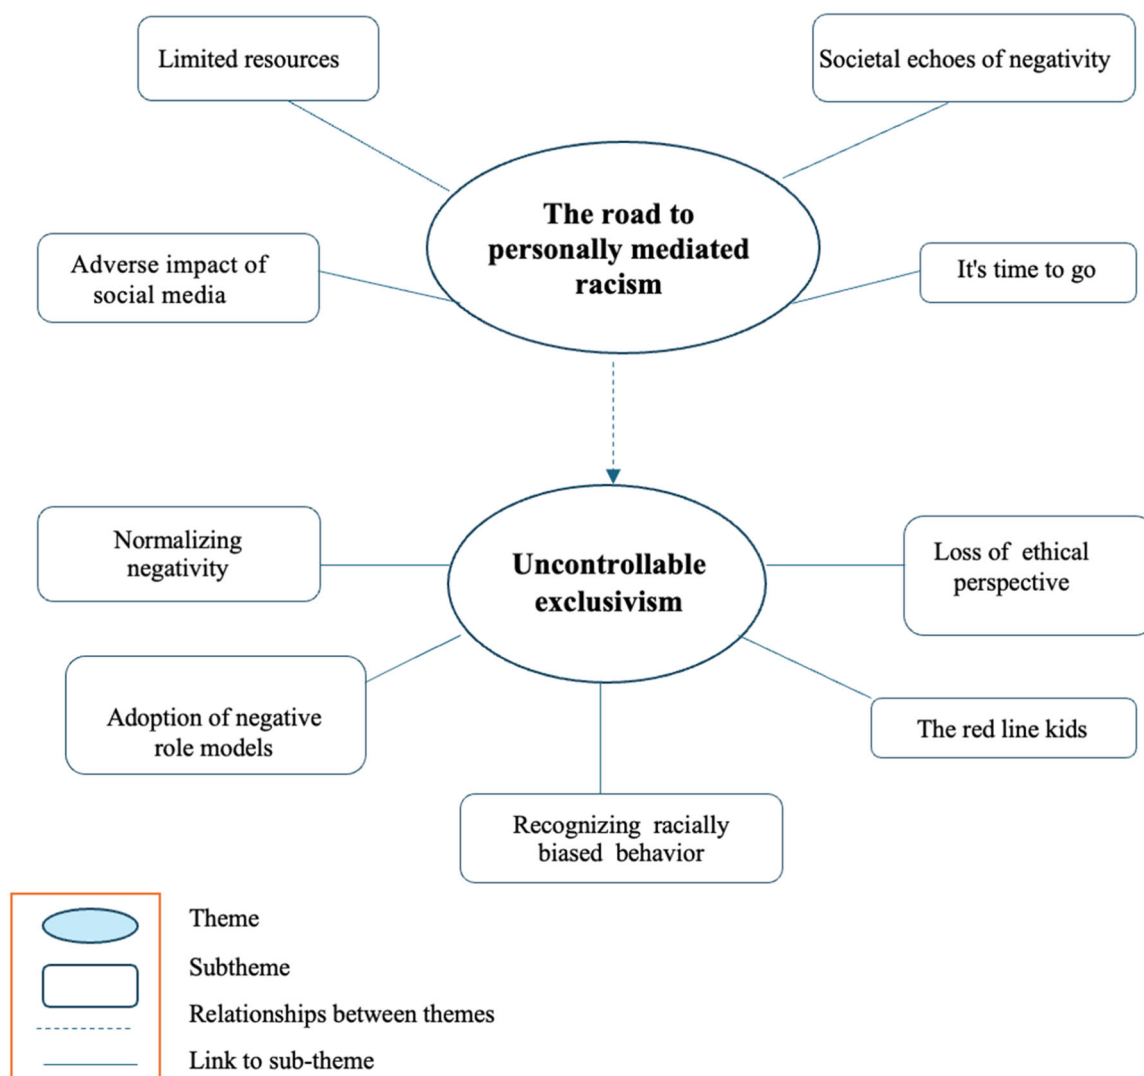 Limited resources
Societal echoes of negativity
The road to
personally mediated
racism
Adverse impact of
social media
It's time to go
Normalizing
negativity
Uncontrollable
exclusivism
Loss of ethical
perspective
Adoption of negative
role models
The red line kids
Recognizing racially
biased behavior
Theme
Subtheme
Relationships between themes
Link to sub-theme